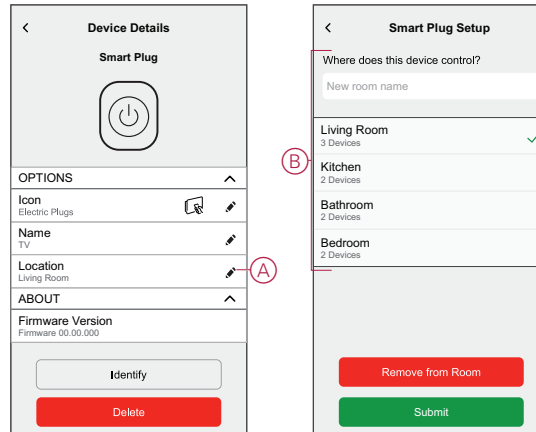 Device Details
Smart Plug
OPTIONS
Icon
Electric Plugs
Name
TV
Location
Living Room
A
ABOUT
Firmware Version
Firmware 00.00.000
Identify
Delete
Smart Plug Setup
Where does this device control?
New room name
B
Living Room
3 Devices
Kitchen
2 Devices
Bathroom
2 Devices
Bedroom
2 Devices
Remove from Room
Submit